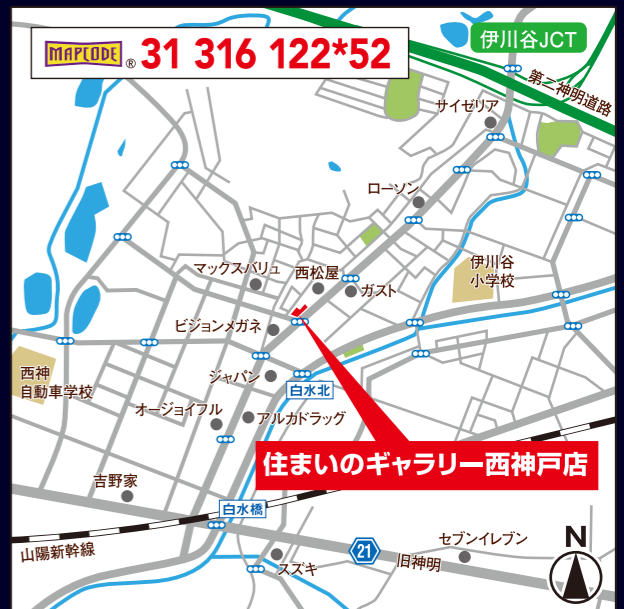 MAPCODE® 31 316 122*52
伊川谷JCT
第二神明道路
サイゼリア
ローソン
伊川谷
小学校
マックスバリュ
西松屋
ガスト
ビジョンメガネ
西神
自動車学校
ジャパン
白水北
オージョイフル
アルカドラッグ
住まいのギャラリー西神戸店
吉野家
白水橋
山陽新幹線
スズキ
21
旧神明
セブンイレブン
N